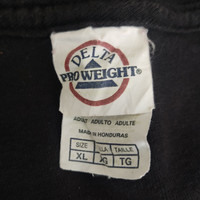 DELTA
PRO WEIGHT®
ADULT ADULTO ADULTE
MADE IN HONDURAS
SIZE TALLA TAILLE
XL XG TG